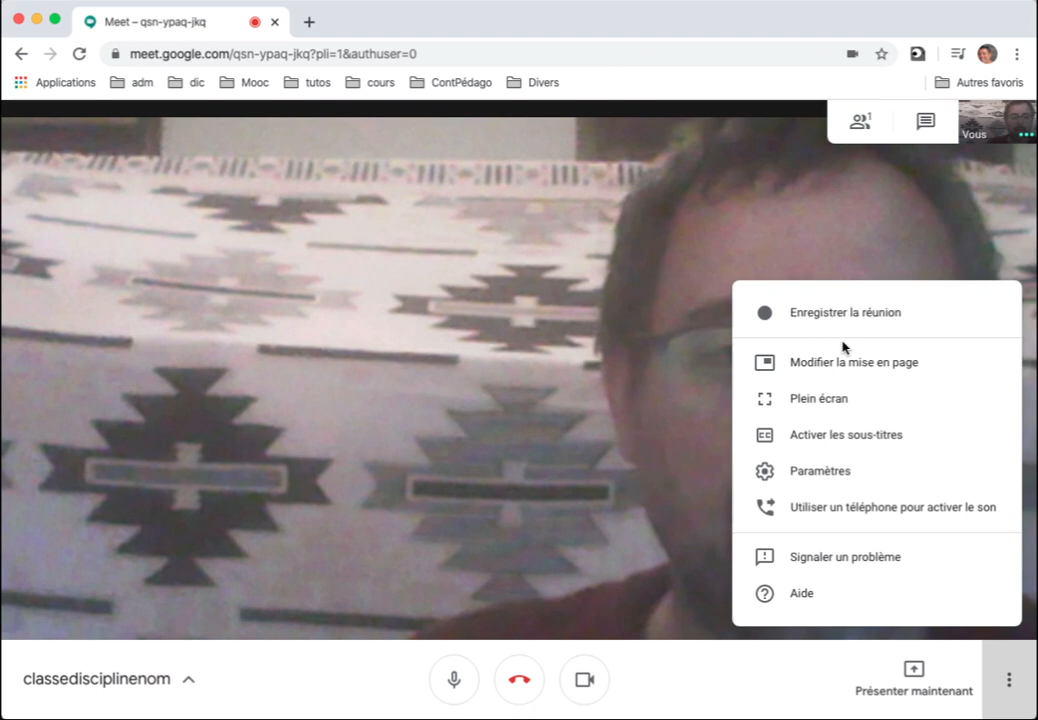 Meet – qsn-ypaq-jkq
meet.google.com/qsn-ypaq-jkq?pli=1&authuser=0
Applications adm dic Mooc tutos cours ContPédago Divers Autres favoris
1
Vous
Enregistrer la réunion
Modifier la mise en page
Plein écran
CC Activer les sous-titres
Paramètres
Utiliser un téléphone pour activer le son
Signaler un problème
Aide
classedisciplinenom
Présenter maintenant